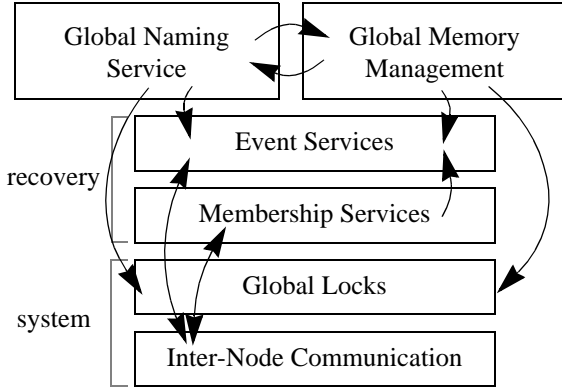 Global Naming
Service
Global Memory
Management
Event Services
recovery
Membership Services
Global Locks
system
Inter-Node Communication